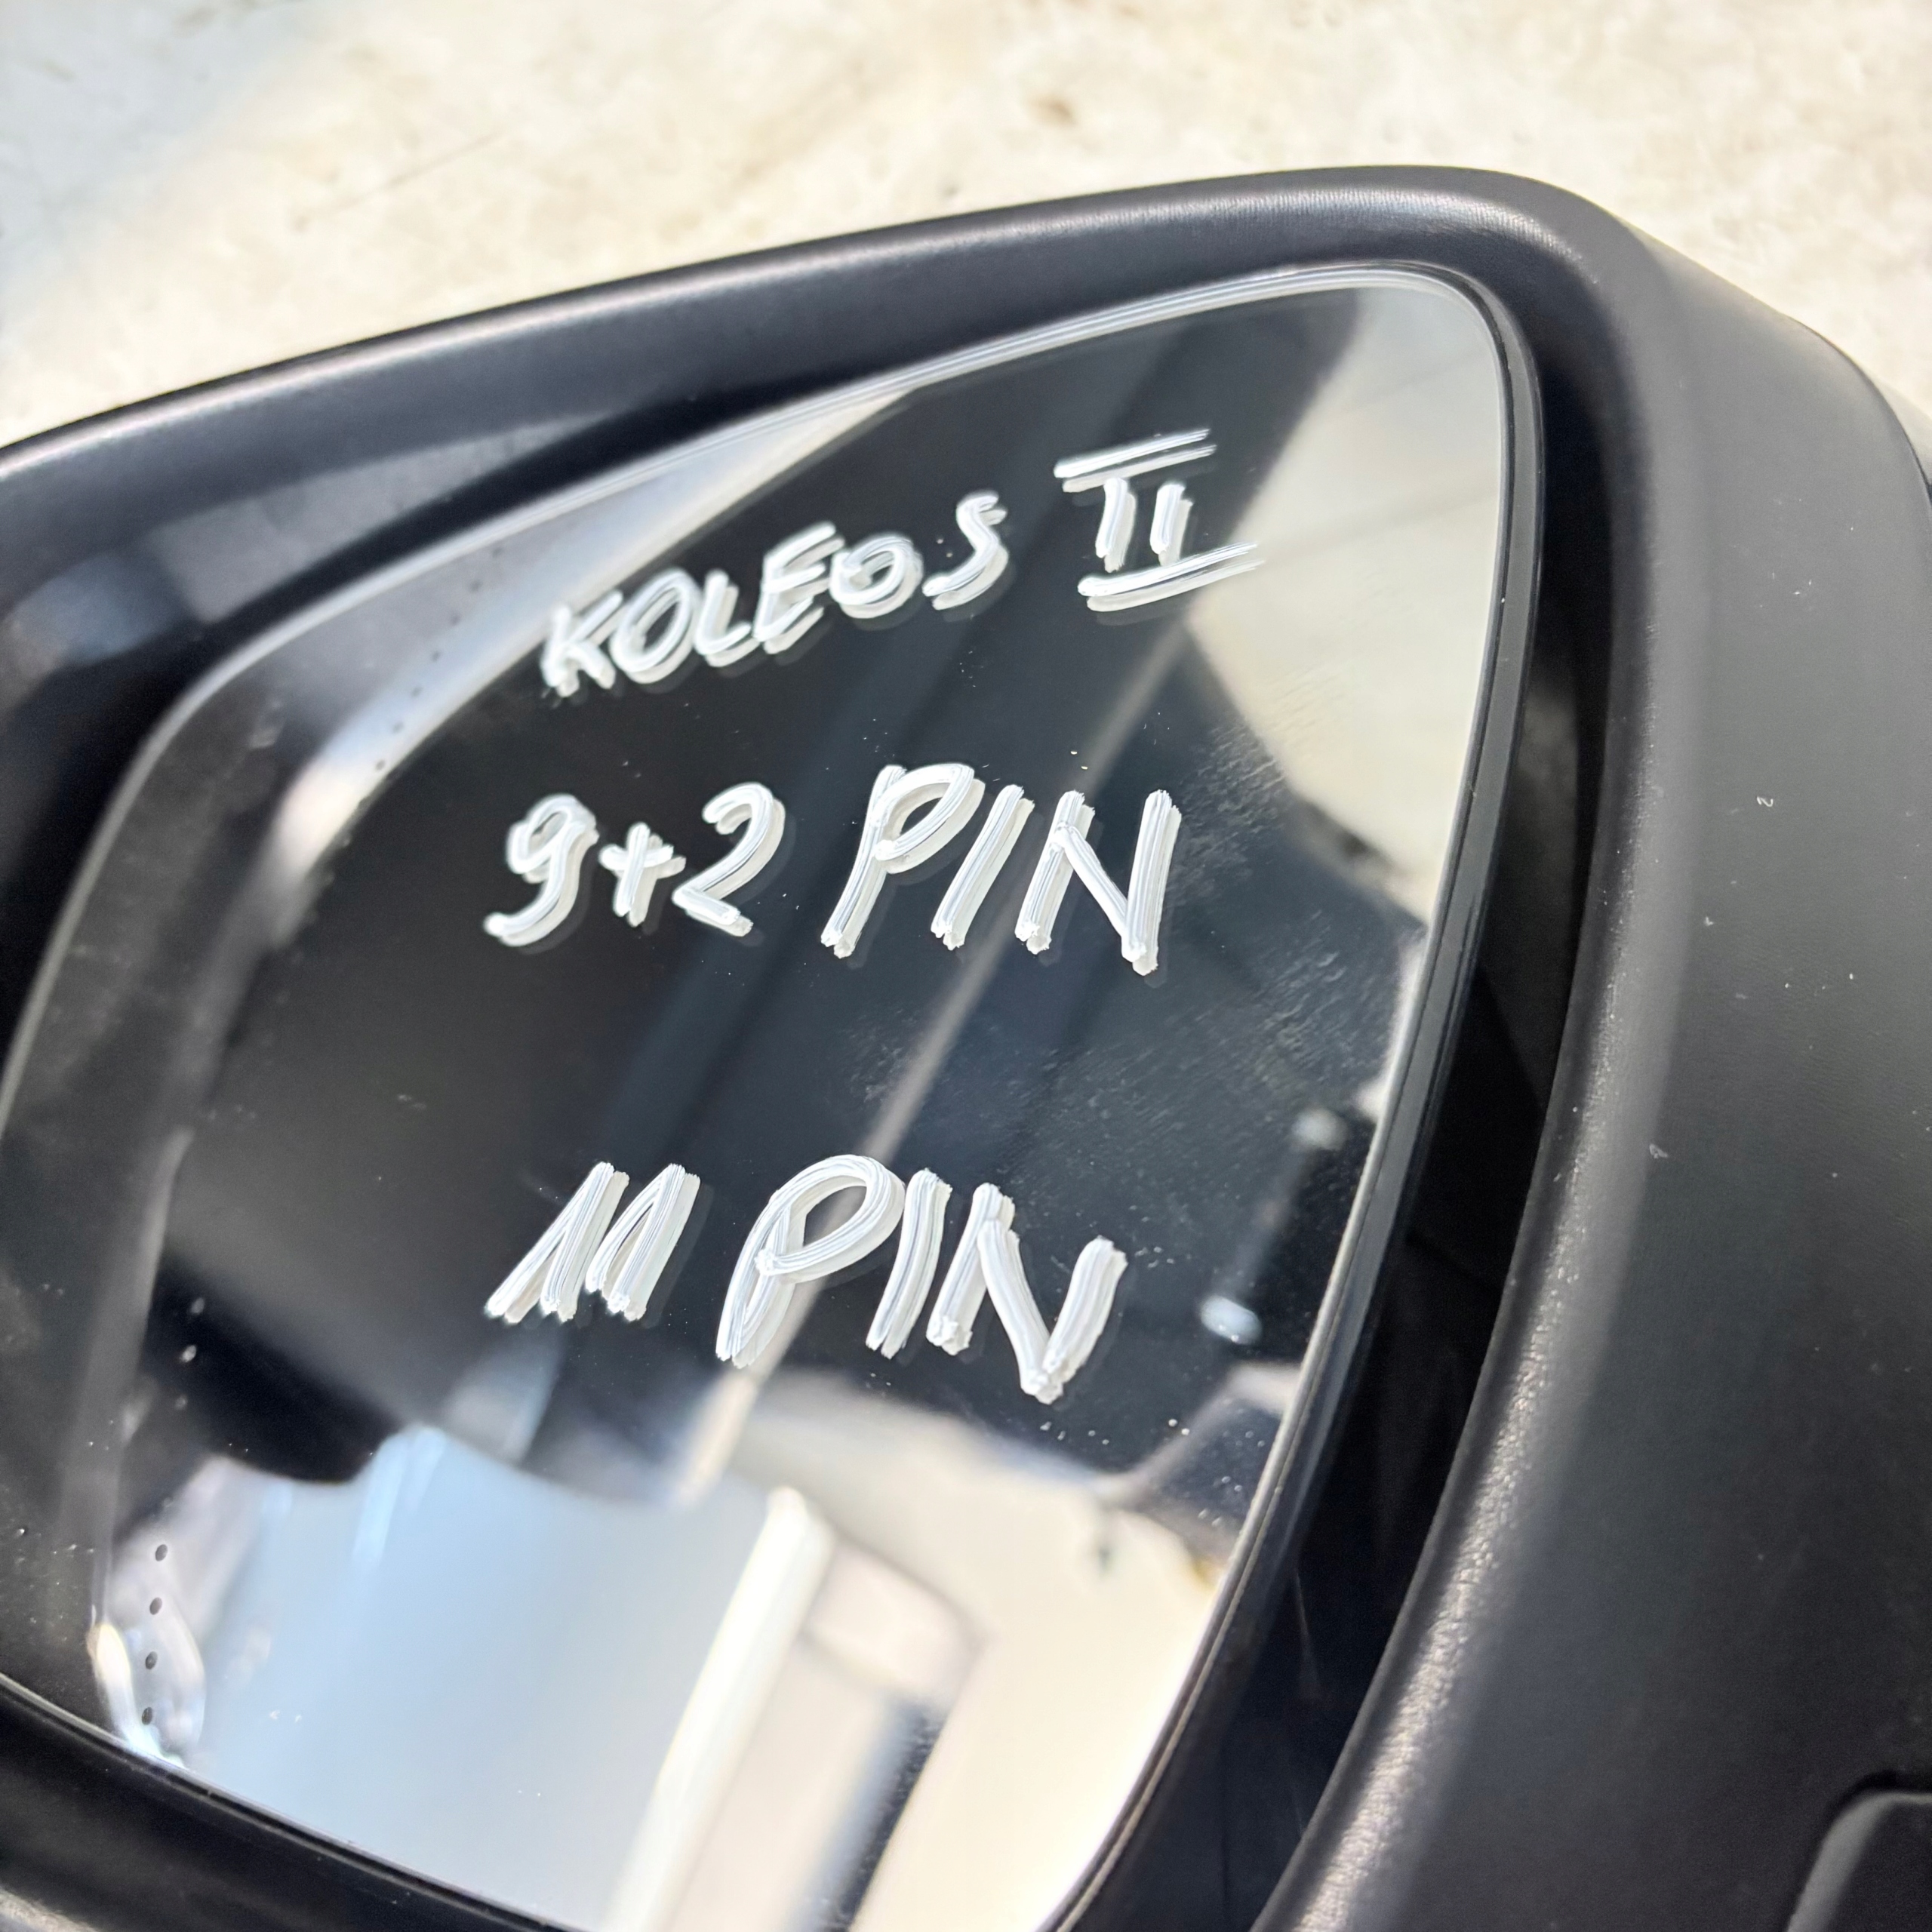 KOLEOS II
9+2 PIN
11 PIN